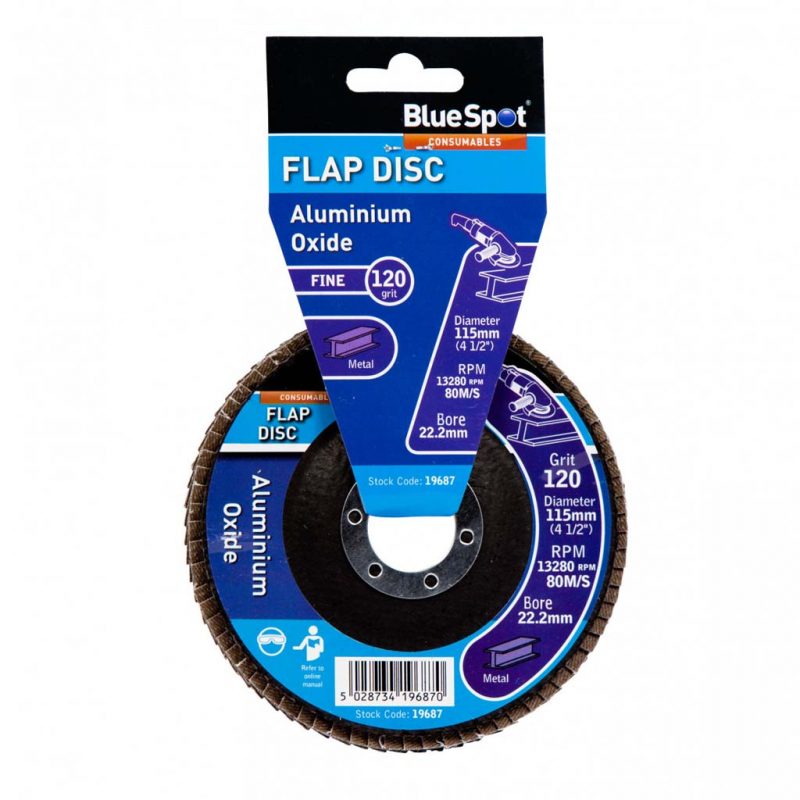 BlueSpot®
CONSUMABLES
FLAP DISC
Aluminium
Oxide
FINE
120
grit
Metal
Diameter
115mm
(4 1/2")
RPM
13280 RPM
80M/S
Bore
22.2mm
Stock Code: 19687
CONSUMABLES
FLAP
DISC
Aluminium
Oxide
Grit
120
Diameter
115mm
(4 1/2")
RPM
13280 RPM
80M/S
Bore
22.2mm
Metal
Refer to
online
manual
5 028734 196870
Stock Code: 19687